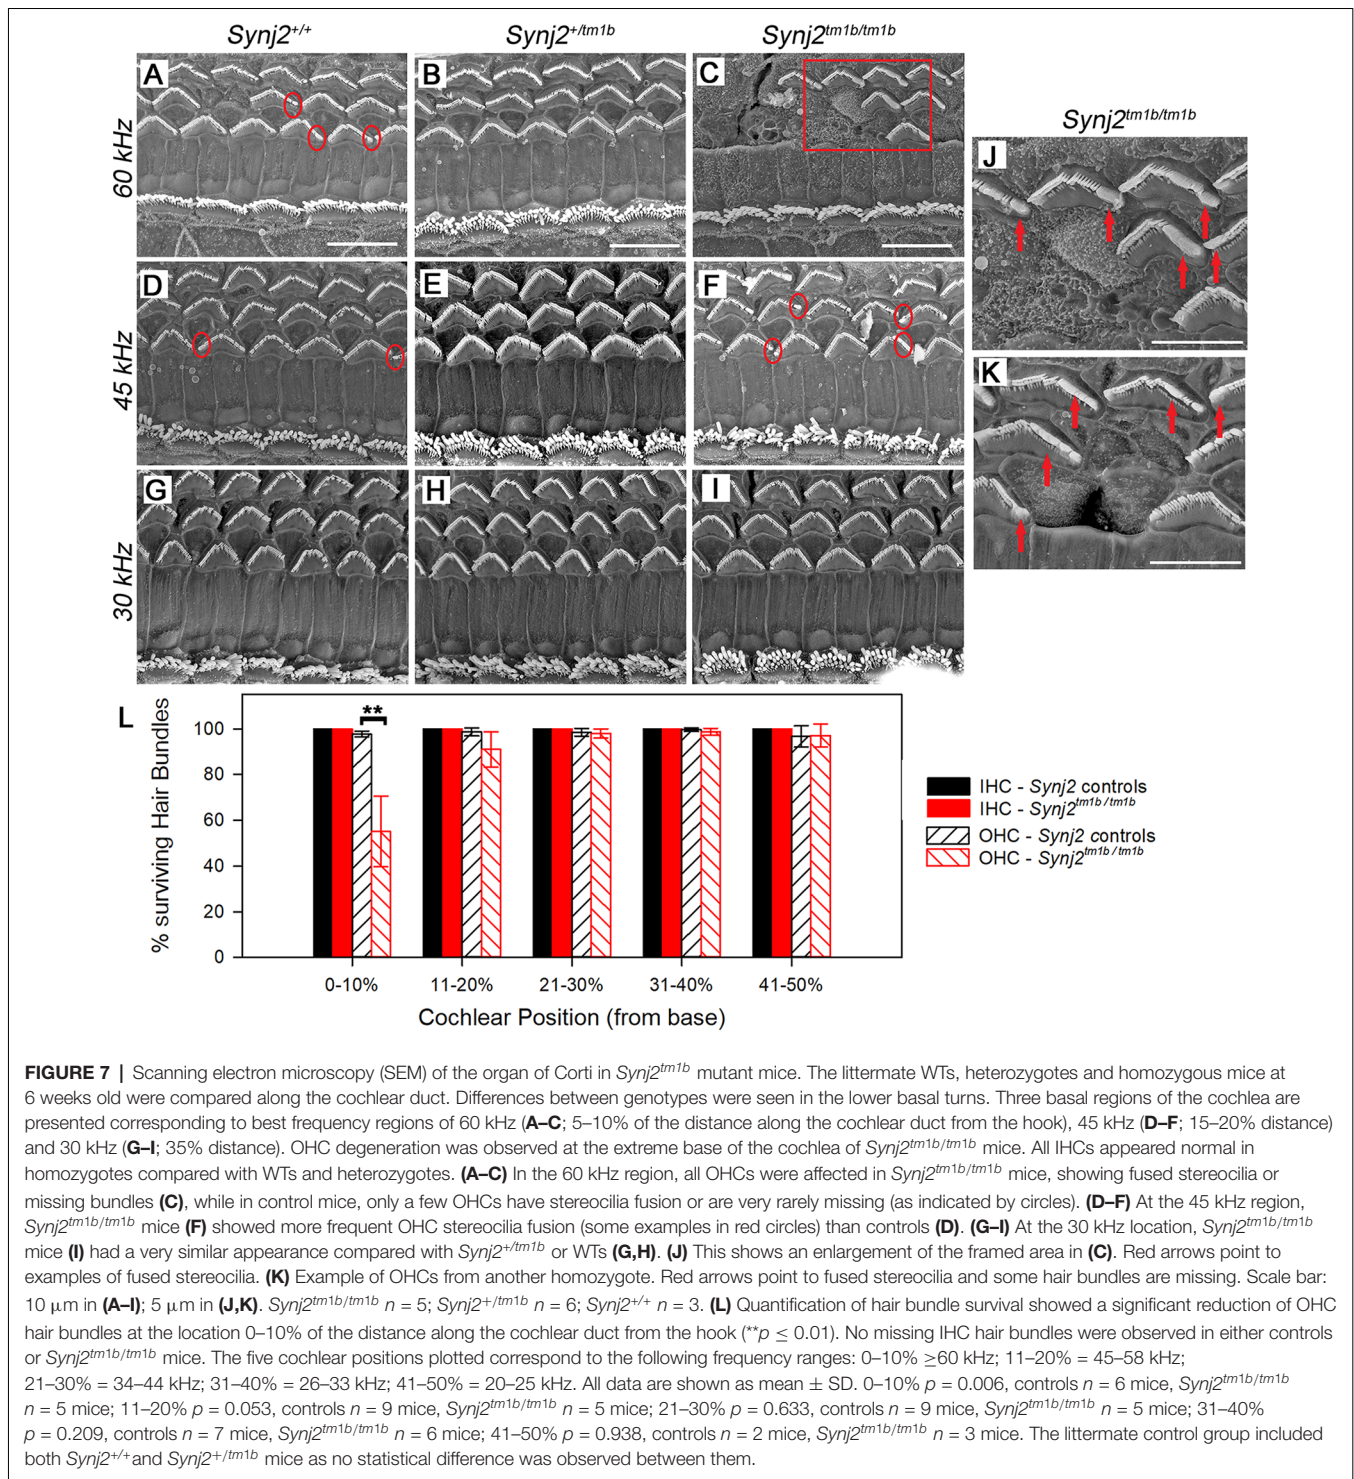 Synj2+/+
Synj2+/tm1b
Synj2tm1b/tm1b
A
B
C
60 kHz
Synj2tm1b/tm1b
J
D
E
F
45 kHz
K
G
H
I
30 kHz
L
**
% surviving Hair Bundles
100
80
60
40
20
0
0-10%
11-20%
21-30%
31-40%
41-50%
Cochlear Position (from base)
IHC - Synj2 controls
IHC - Synj2tm1b/tm1b
OHC - Synj2 controls
OHC - Synj2tm1b/tm1b
FIGURE 7 | Scanning electron microscopy (SEM) of the organ of Corti in Synj2tm1b mutant mice. The littermate WTs, heterozygotes and homozygous mice at
6 weeks old were compared along the cochlear duct. Differences between genotypes were seen in the lower basal turns. Three basal regions of the cochlea are
presented corresponding to best frequency regions of 60 kHz (A–C; 5–10% of the distance along the cochlear duct from the hook), 45 kHz (D–F; 15–20% distance)
and 30 kHz (G–I; 35% distance). OHC degeneration was observed at the extreme base of the cochlea of Synj2tm1b/tm1b mice. All IHCs appeared normal in
homozygotes compared with WTs and heterozygotes. (A–C) In the 60 kHz region, all OHCs were affected in Synj2tm1b/tm1b mice, showing fused stereocilia or
missing bundles (C), while in control mice, only a few OHCs have stereocilia fusion or are very rarely missing (as indicated by circles). (D–F) At the 45 kHz region,
Synj2tm1b/tm1b mice (F) showed more frequent OHC stereocilia fusion (some examples in red circles) than controls (D). (G–I) At the 30 kHz location, Synj2tm1b/tm1b
mice (I) had a very similar appearance compared with Synj2+/tm1b or WTs (G,H). (J) This shows an enlargement of the framed area in (C). Red arrows point to
examples of fused stereocilia. (K) Example of OHCs from another homozygote. Red arrows point to fused stereocilia and some hair bundles are missing. Scale bar:
10 μm in (A–I); 5 μm in (J,K). Synj2tm1b/tm1b n = 5; Synj2+/tm1b n = 6; Synj2+/+ n = 3. (L) Quantification of hair bundle survival showed a significant reduction of OHC
hair bundles at the location 0–10% of the distance along the cochlear duct from the hook (**p ≤ 0.01). No missing IHC hair bundles were observed in either controls
or Synj2tm1b/tm1b mice. The five cochlear positions plotted correspond to the following frequency ranges: 0–10% ≥60 kHz; 11–20% = 45–58 kHz;
21–30% = 34–44 kHz; 31–40% = 26–33 kHz; 41–50% = 20–25 kHz. All data are shown as mean ± SD. 0–10% p = 0.006, controls n = 6 mice, Synj2tm1b/tm1b
n = 5 mice; 11–20% p = 0.053, controls n = 9 mice, Synj2tm1b/tm1b n = 5 mice; 21–30% p = 0.633, controls n = 9 mice, Synj2tm1b/tm1b n = 5 mice; 31–40%
p = 0.209, controls n = 7 mice, Synj2tm1b/tm1b n = 6 mice; 41–50% p = 0.938, controls n = 2 mice, Synj2tm1b/tm1b n = 3 mice. The littermate control group included
both Synj2+/+and Synj2+/tm1b mice as no statistical difference was observed between them.